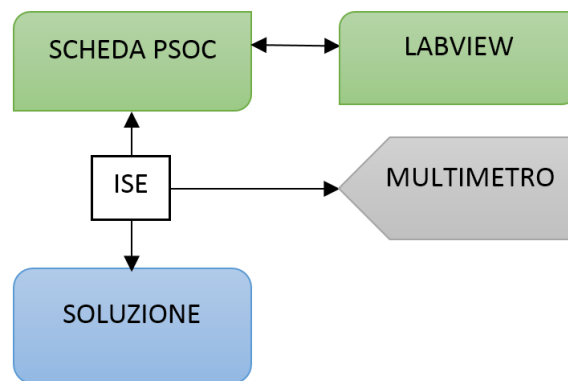 SCHEDA PSOC
LABVIEW
ISE
MULTIMETRO
SOLUZIONE